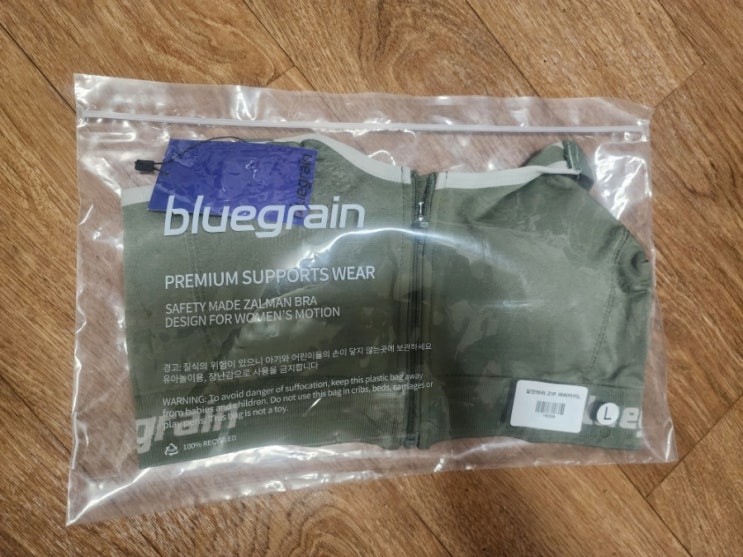 bluegrain
bluegrain
PREMIUM SUPPORTS WEAR
SAFETY MADE ZALMAN BRA
DESIGN FOR WOMEN'S MOTION
경고: 질식의 위험이 있으니 아기와 어린이들의 손이 닿지 않는곳에 보관하세요
유아놀이용, 장난감으로 사용을 금지합니다
WARNING: To avoid danger of suffocation, keep this plastic bag away
from babies and children. Do not use this bag in cribs, beds, carriages or
play pens. This bag is not a toy.
100% RECYCLED
egrain
L